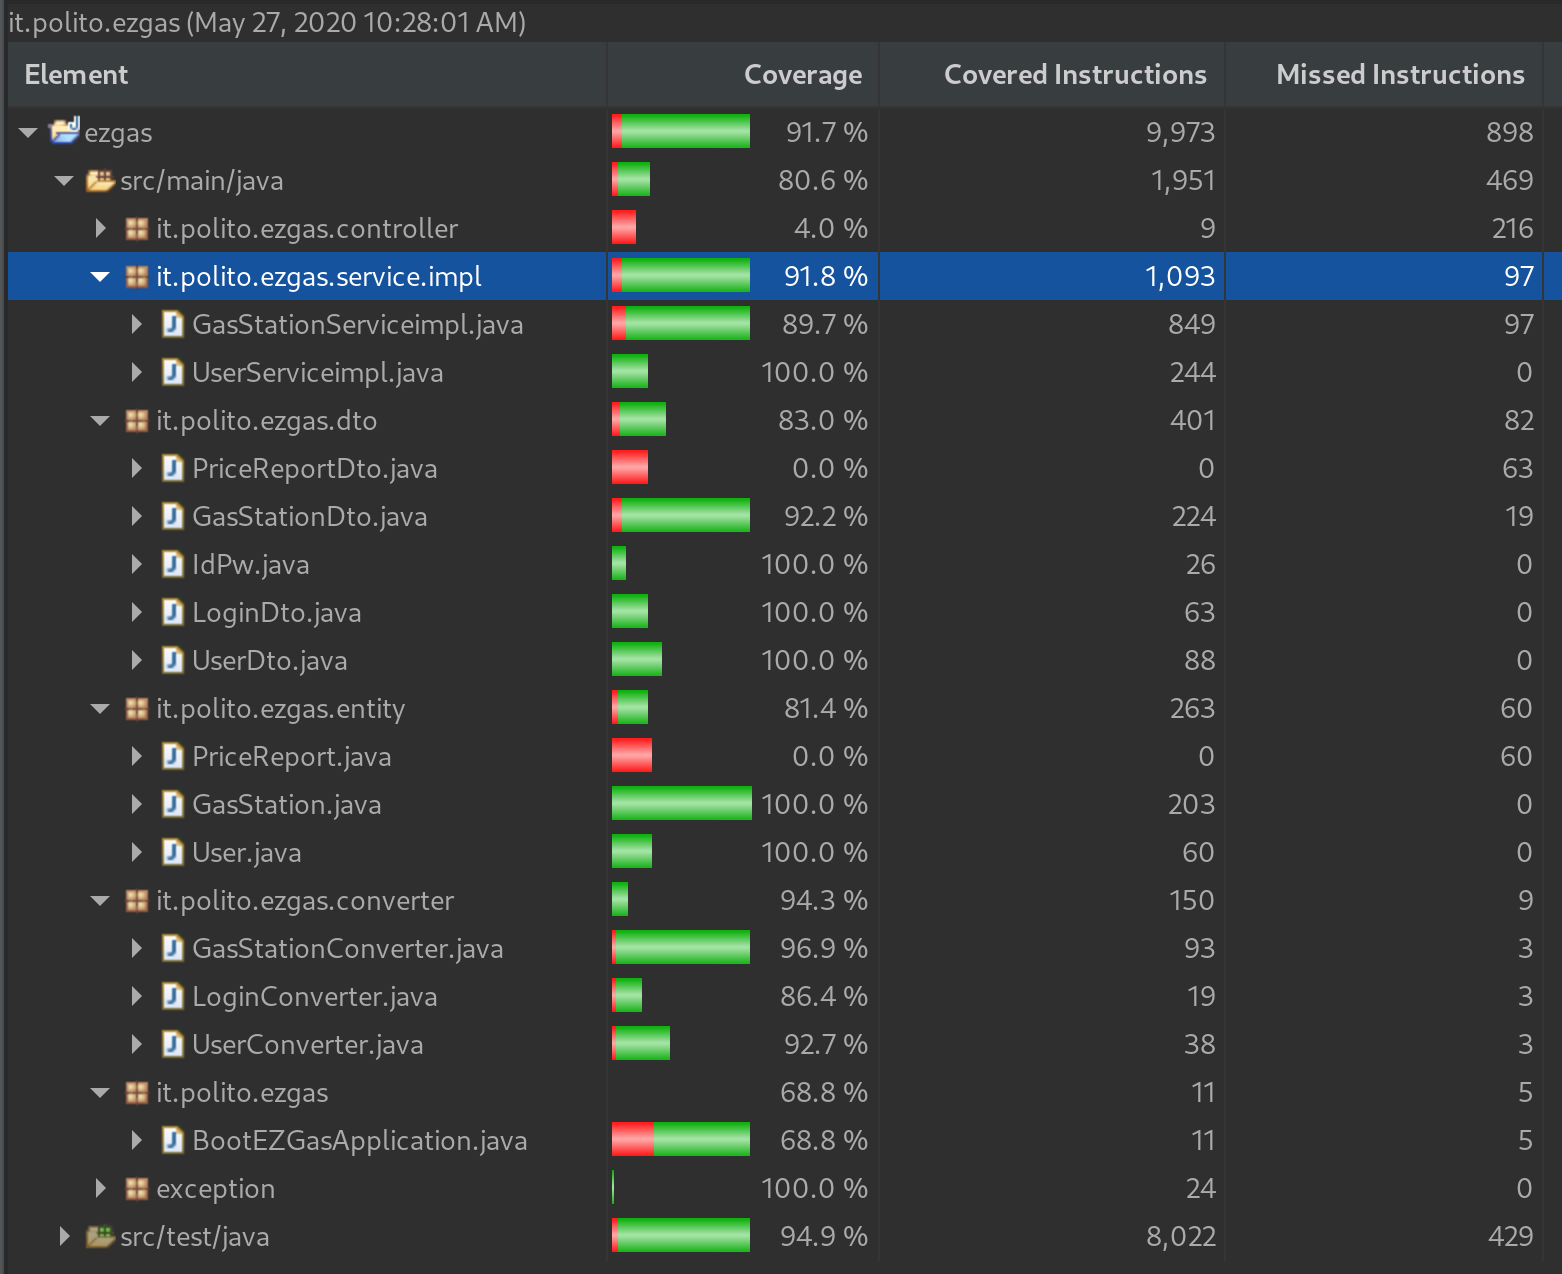 it.polito.ezgas (May 27, 2020 10:28:01 AM)
Element Coverage Covered Instructions Missed Instructions
ezgas 91.7 % 9,973 898
src/main/java 80.6 % 1,951 469
it.polito.ezgas.controller 4.0 % 9 216
it.polito.ezgas.service.impl 91.8 % 1,093 97
GasStationServiceimpl.java 89.7 % 849 97
UserServiceimpl.java 100.0 % 244 0
it.polito.ezgas.dto 83.0 % 401 82
PriceReportDto.java 0.0 % 0 63
GasStationDto.java 92.2 % 224 19
IdPw.java 100.0 % 26 0
LoginDto.java 100.0 % 63 0
UserDto.java 100.0 % 88 0
it.polito.ezgas.entity 81.4 % 263 60
PriceReport.java 0.0 % 0 60
GasStation.java 100.0 % 203 0
User.java 100.0 % 60 0
it.polito.ezgas.converter 94.3 % 150 9
GasStationConverter.java 96.9 % 93 3
LoginConverter.java 86.4 % 19 3
UserConverter.java 92.7 % 38 3
it.polito.ezgas 68.8 % 11 5
BootEZGasApplication.java 68.8 % 11 5
exception 100.0 % 24 0
src/test/java 94.9 % 8,022 429